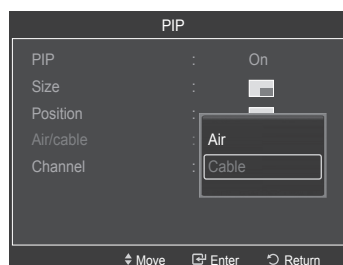 PIP
PIP : On
Size :
Position :
Air/cable : Air
Channel : Cable
Move Enter Return